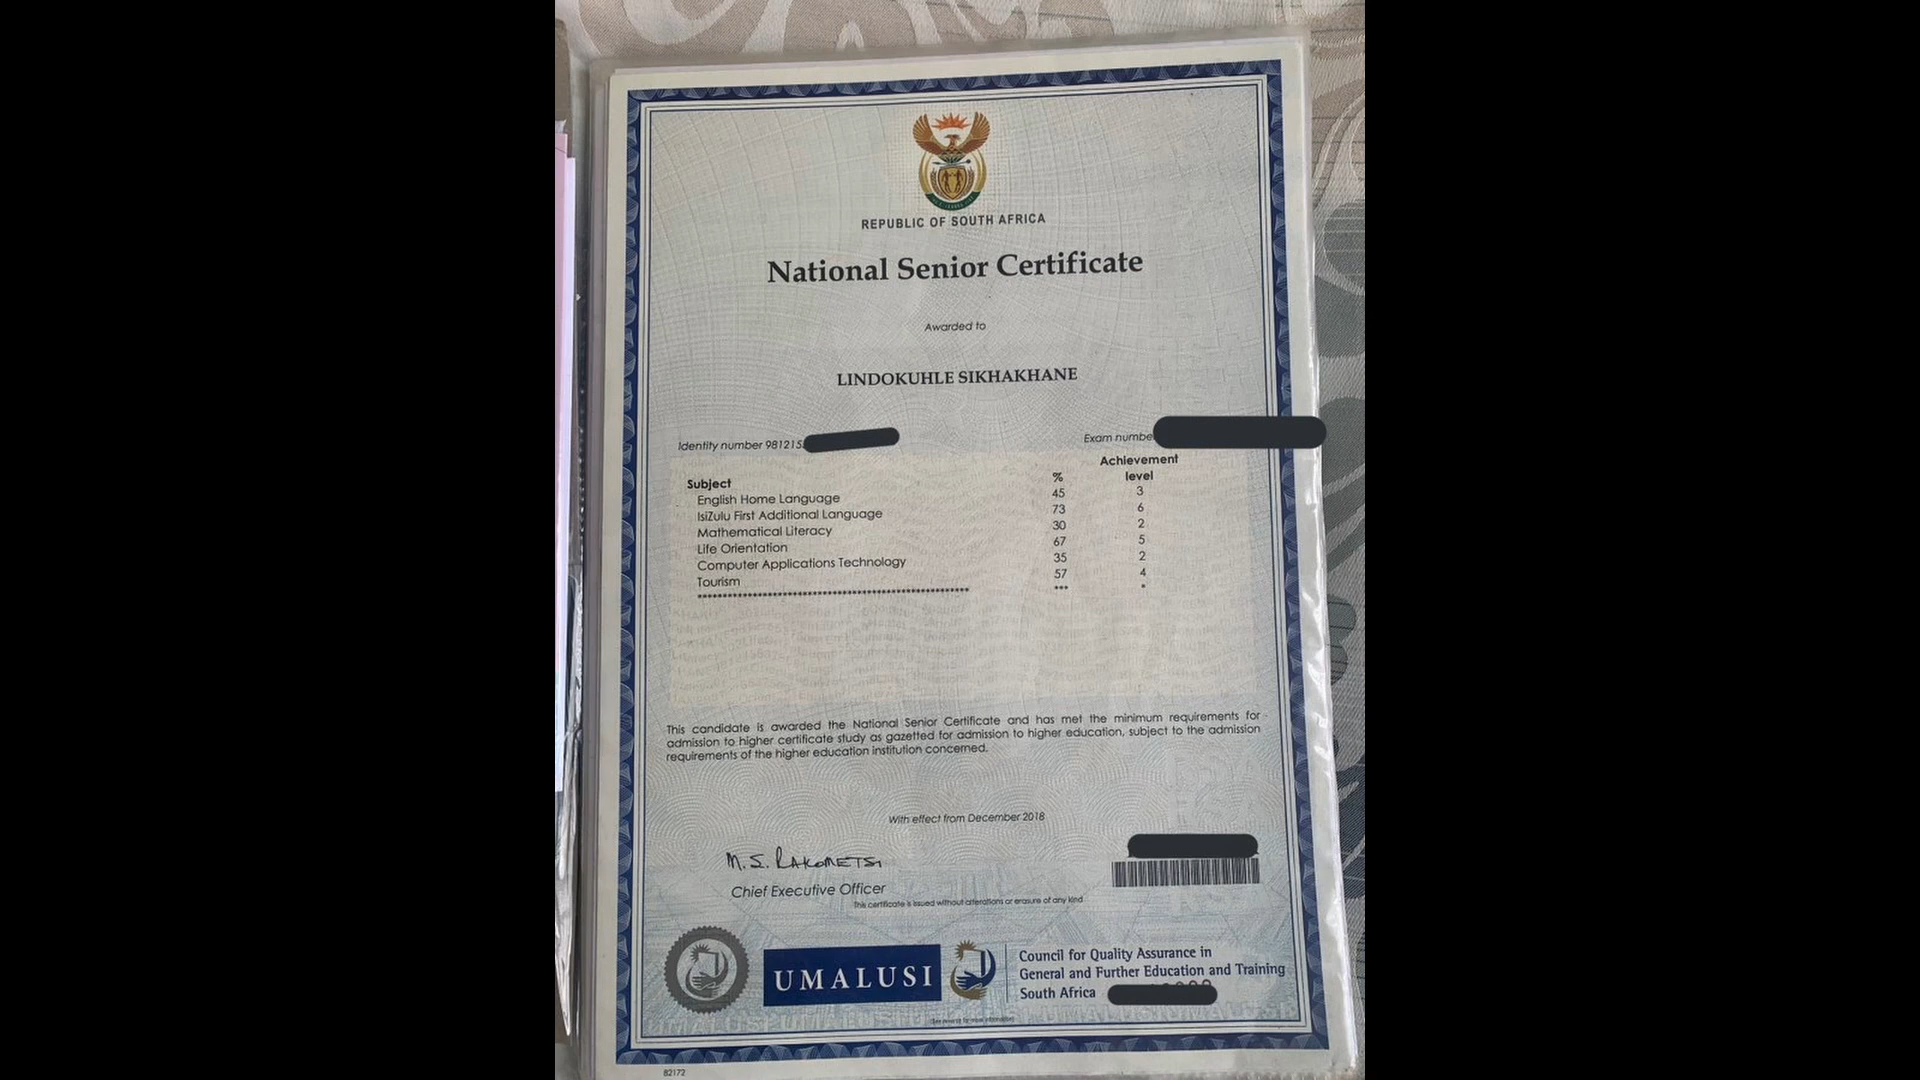 REPUBLIC OF SOUTH AFRICA
National Senior Certificate
Awarded to
LINDOKUHLE SIKHAKHANE
Identity number 981215
Exam numbe
Achievement
Subject % level
English Home Language 45 3
IsiZulu First Additional Language 73 6
Mathematical Literacy 30 2
Life Orientation 67 5
Computer Applications Technology 35 2
Tourism 57 4
This candidate is awarded the National Senior Certificate and has met the minimum requirements for
admission to higher certificate study as gazetted for admission to higher education, subject to the admission
requirements of the higher education institution concerned.
With effect from December 2018
M.S. RAKOMETSI
Chief Executive Officer
This certificate is issued without alterations or erasure of any kind
UMALUSI
Council for Quality Assurance in
General and Further Education and Training
South Africa
82172